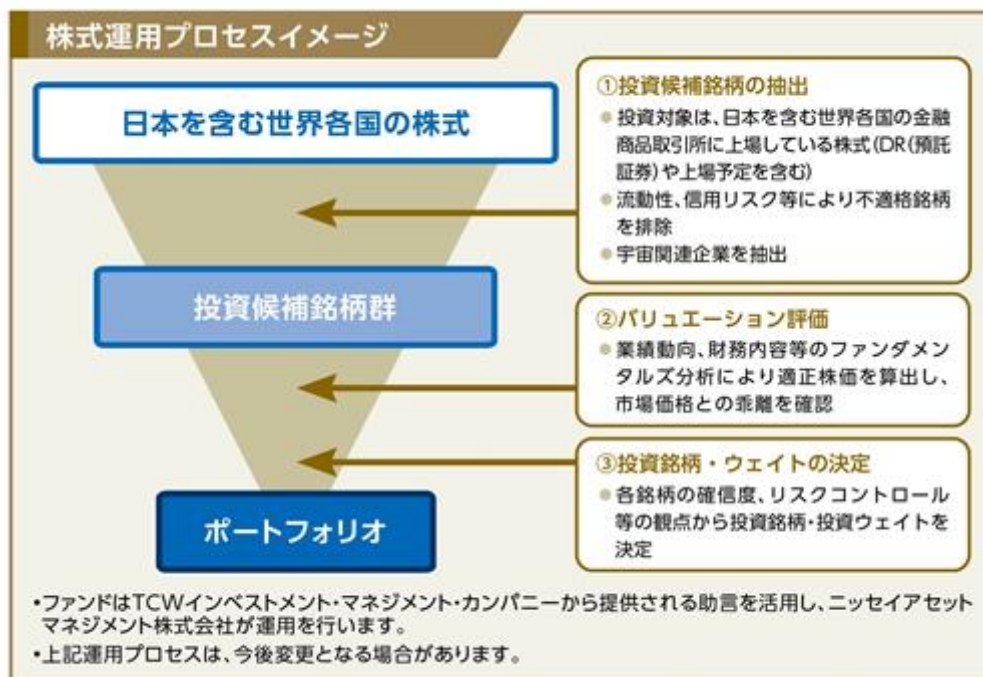 株式運用プロセスイメージ
日本を含む世界各国の株式
投資候補銘柄群
ポートフォリオ
①投資候補銘柄の抽出
●投資対象は、日本を含む世界各国の金融
商品取引所に上場している株式(DR(預託
証券)や上場予定を含む)
●流動性、信用リスク等により不適格銘柄
を排除
●宇宙関連企業を抽出
②バリュエーション評価
●業績動向、財務内容等のファンダメン
タルズ分析により適正株価を算出し、
市場価格との乖離を確認
③投資銘柄・ウェイトの決定
●各銘柄の確信度、リスクコントロール
等の観点から投資銘柄・投資ウェイトを
決定
•ファンドはTCWインベストメント・マネジメント・カンパニーから提供される助言を活用し、ニッセイアセット
マネジメント株式会社が運用を行います。
•上記運用プロセスは、今後変更となる場合があります。